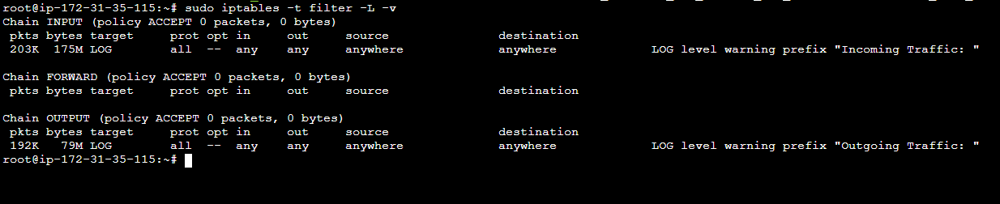 root@ip-172-31-35-115:~# sudo iptables -t filter -L -v
Chain INPUT (policy ACCEPT 0 packets, 0 bytes)
 pkts bytes target     prot opt in     out     source               destination
 203K  175M LOG        all  --  any    any     anywhere             anywhere             LOG level warning prefix "Incoming Traffic: "

Chain FORWARD (policy ACCEPT 0 packets, 0 bytes)
 pkts bytes target     prot opt in     out     source               destination

Chain OUTPUT (policy ACCEPT 0 packets, 0 bytes)
 pkts bytes target     prot opt in     out     source               destination
 192K   79M LOG        all  --  any    any     anywhere             anywhere             LOG level warning prefix "Outgoing Traffic: "
root@ip-172-31-35-115:~#